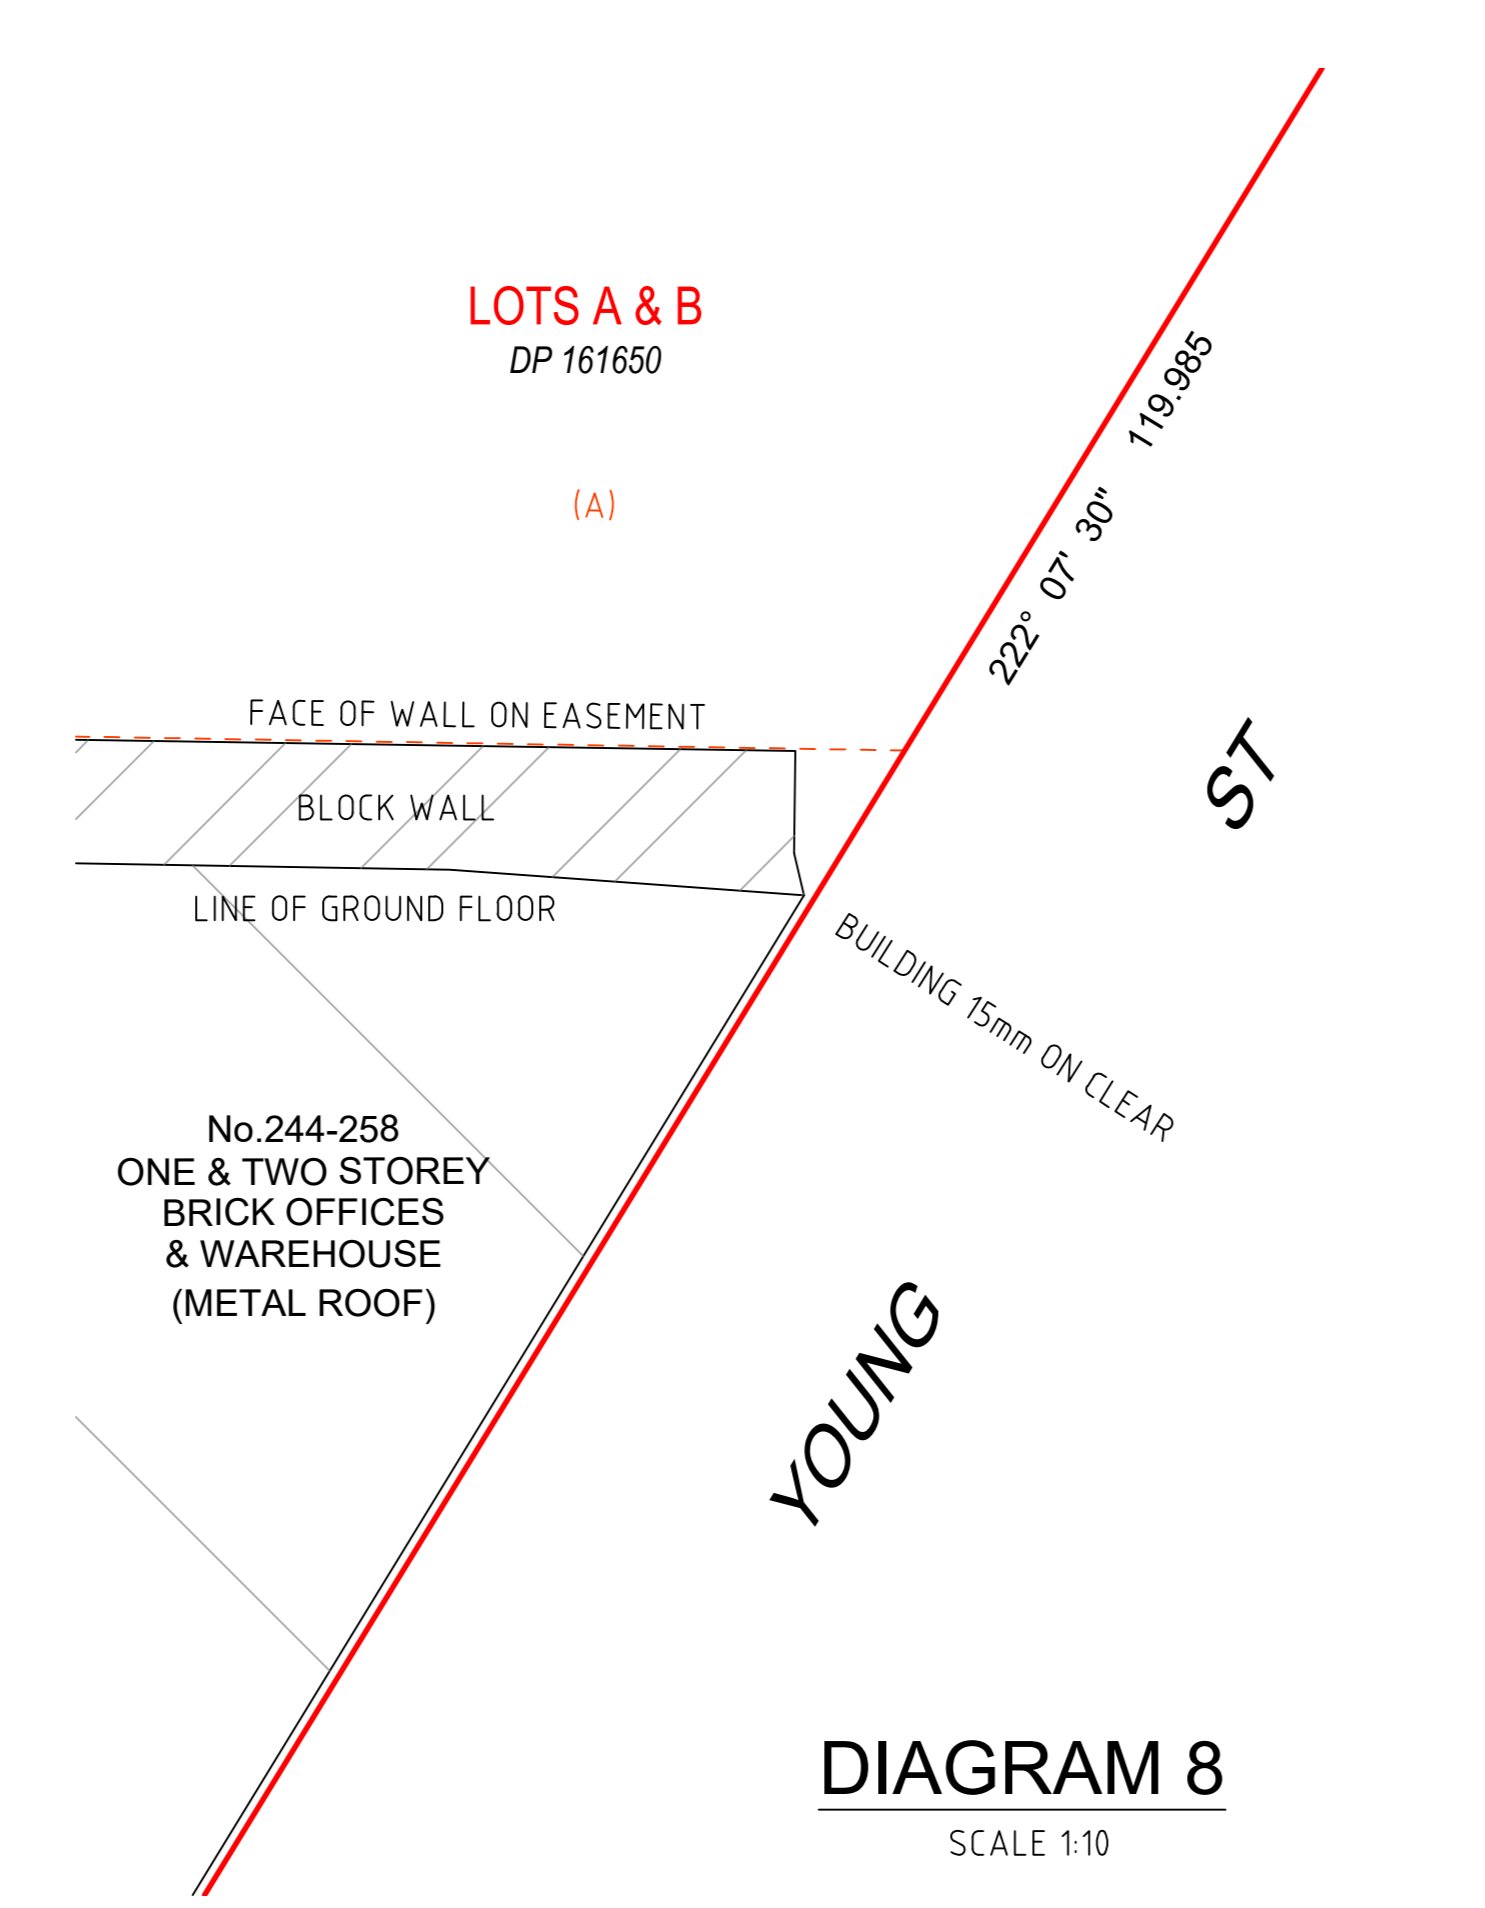 LOTS A & B
DP 161650
119.985
222° 07' 30"
(A)
FACE OF WALL ON EASEMENT
ST
BLOCK WALL
LINE OF GROUND FLOOR
BUILDING 15mm ON CLEAR
No.244-258
ONE & TWO STOREY
BRICK OFFICES
& WAREHOUSE
(METAL ROOF)
YOUNG
DIAGRAM 8
SCALE 1:10